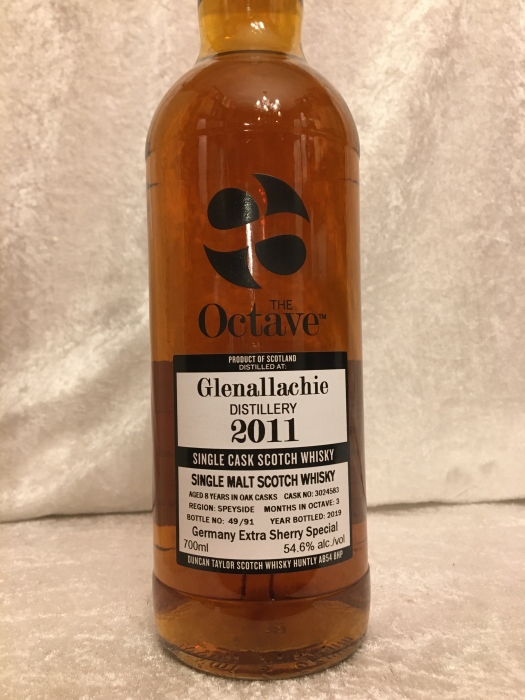 THE
Octave™
PRODUCT OF SCOTLAND
DISTILLED AT:
Glenallachie
DISTILLERY
2011
SINGLE CASK SCOTCH WHISKY
SINGLE MALT SCOTCH WHISKY
AGED 8 YEARS IN OAK CASKS CASK NO: 3024583
REGION: SPEYSIDE MONTHS IN OCTAVE: 3
BOTTLE NO: 49/91 YEAR BOTTLED: 2019
Germany Extra Sherry Special
700ml 54.6% alc./vol
DUNCAN TAYLOR SCOTCH WHISKY HUNTLY AB54 8HP